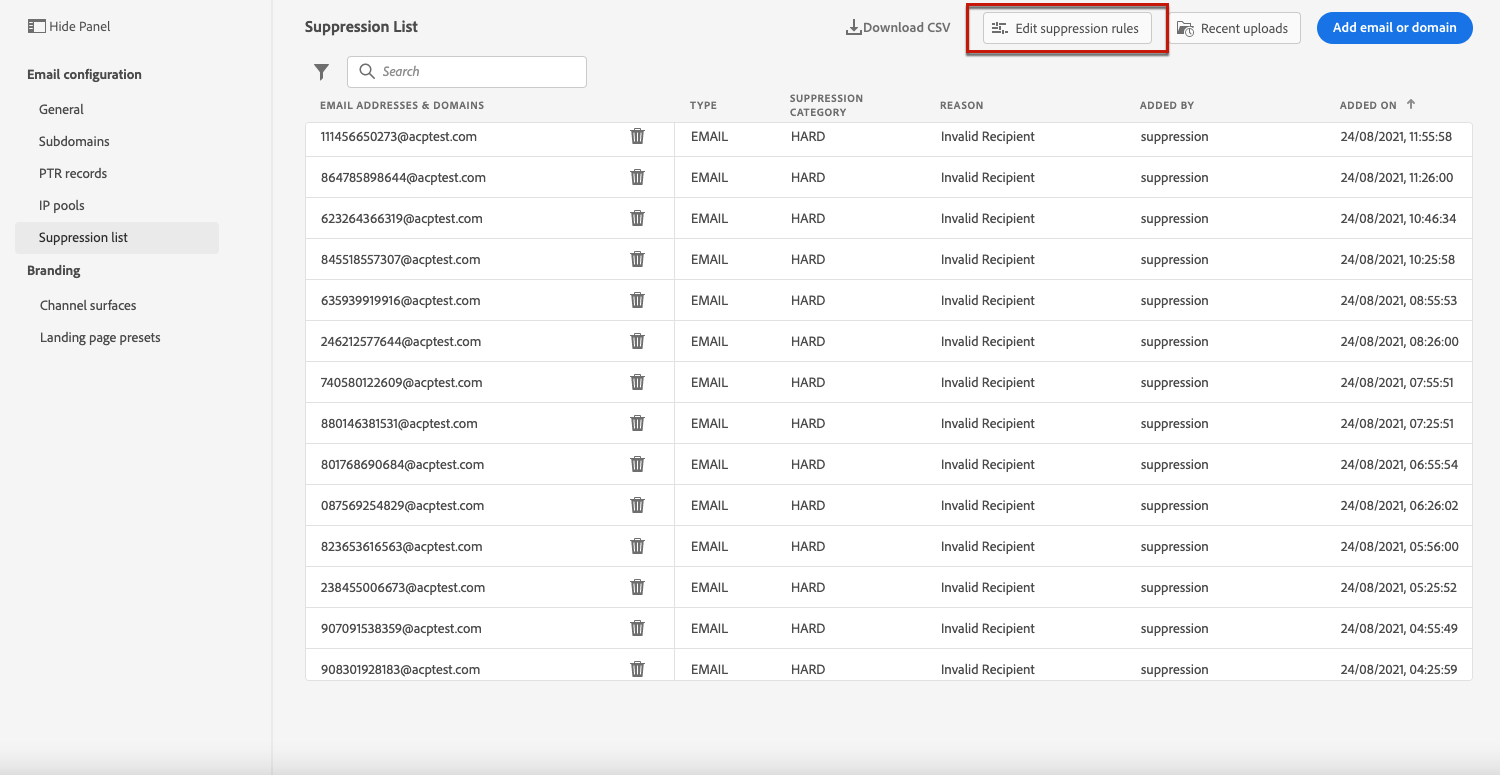 Hide Panel
Email configuration
General
Subdomains
PTR records
IP pools
Suppression list
Branding
Channel surfaces
Landing page presets
Suppression List
Download CSV
Edit suppression rules
Recent uploads
Add email or domain
Search
EMAIL ADDRESSES & DOMAINS TYPE SUPPRESSION CATEGORY REASON ADDED BY ADDED ON
111456650273@acptest.com EMAIL HARD Invalid Recipient suppression 24/08/2021, 11:55:58
864785898644@acptest.com EMAIL HARD Invalid Recipient suppression 24/08/2021, 11:26:00
623264366319@acptest.com EMAIL HARD Invalid Recipient suppression 24/08/2021, 10:46:34
845518557307@acptest.com EMAIL HARD Invalid Recipient suppression 24/08/2021, 10:25:58
635939919916@acptest.com EMAIL HARD Invalid Recipient suppression 24/08/2021, 08:55:53
246212577644@acptest.com EMAIL HARD Invalid Recipient suppression 24/08/2021, 08:26:00
740580122609@acptest.com EMAIL HARD Invalid Recipient suppression 24/08/2021, 07:55:51
880146381531@acptest.com EMAIL HARD Invalid Recipient suppression 24/08/2021, 07:25:51
801768690684@acptest.com EMAIL HARD Invalid Recipient suppression 24/08/2021, 06:55:54
087569254829@acptest.com EMAIL HARD Invalid Recipient suppression 24/08/2021, 06:26:02
823653616563@acptest.com EMAIL HARD Invalid Recipient suppression 24/08/2021, 05:56:00
238455006673@acptest.com EMAIL HARD Invalid Recipient suppression 24/08/2021, 05:25:52
907091538359@acptest.com EMAIL HARD Invalid Recipient suppression 24/08/2021, 04:55:49
908301928183@acptest.com EMAIL HARD Invalid Recipient suppression 24/08/2021, 04:25:59